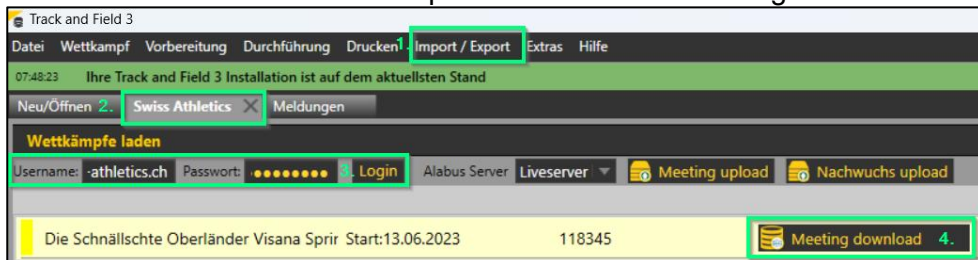 Track and Field 3
Datei Wettkampf Vorbereitung Durchführung Drucken 1. Import / Export Extras Hilfe
07:48:23 Ihre Track and Field 3 Installation ist auf dem aktuellsten Stand
Neu/Öffnen 2. Swiss Athletics Meldungen
Wettkämpfe laden
Username: -athletics.ch Passwort: 3. Login Alabus Server Liveserver Meeting upload Nachwuchs upload
Die Schnällschte Oberländer Visana Sprir Start:13.06.2023 118345 Meeting download 4.